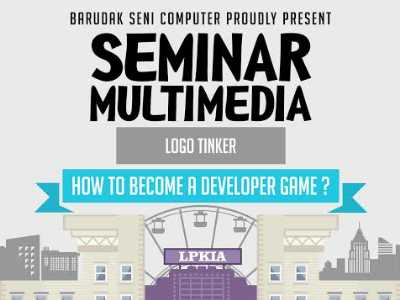 BARUDAK SENI COMPUTER PROUDLY PRESENT
SEMINAR
MULTIMEDIA
LOGO TINKER
HOW TO BECOME A DEVELOPER GAME ?
LPKIA